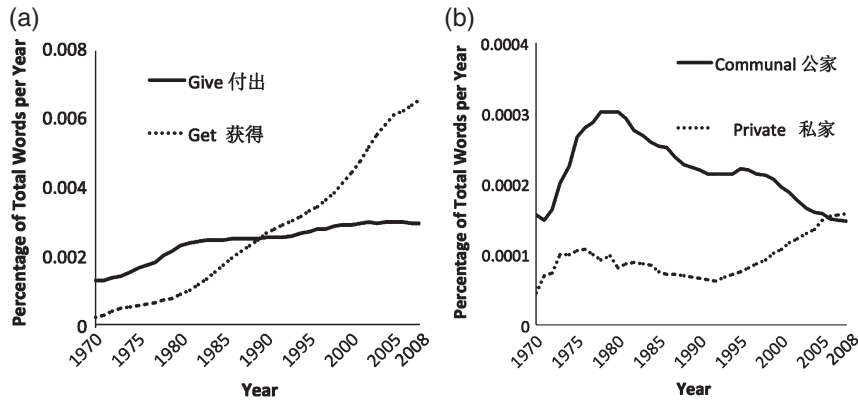 (a)
Percentage of Total Words per Year
0.008
0.006
0.004
0.002
0
Give 付出
Get 获得
1970
1975
1980
1985
1990
1995
2000
2005
2008
Year
(b)
Percentage of Total Words per Year
0.0004
0.0003
0.0002
0.0001
0
Communal 公家
Private 私家
1970
1975
1980
1985
1990
1995
2000
2005
2008
Year